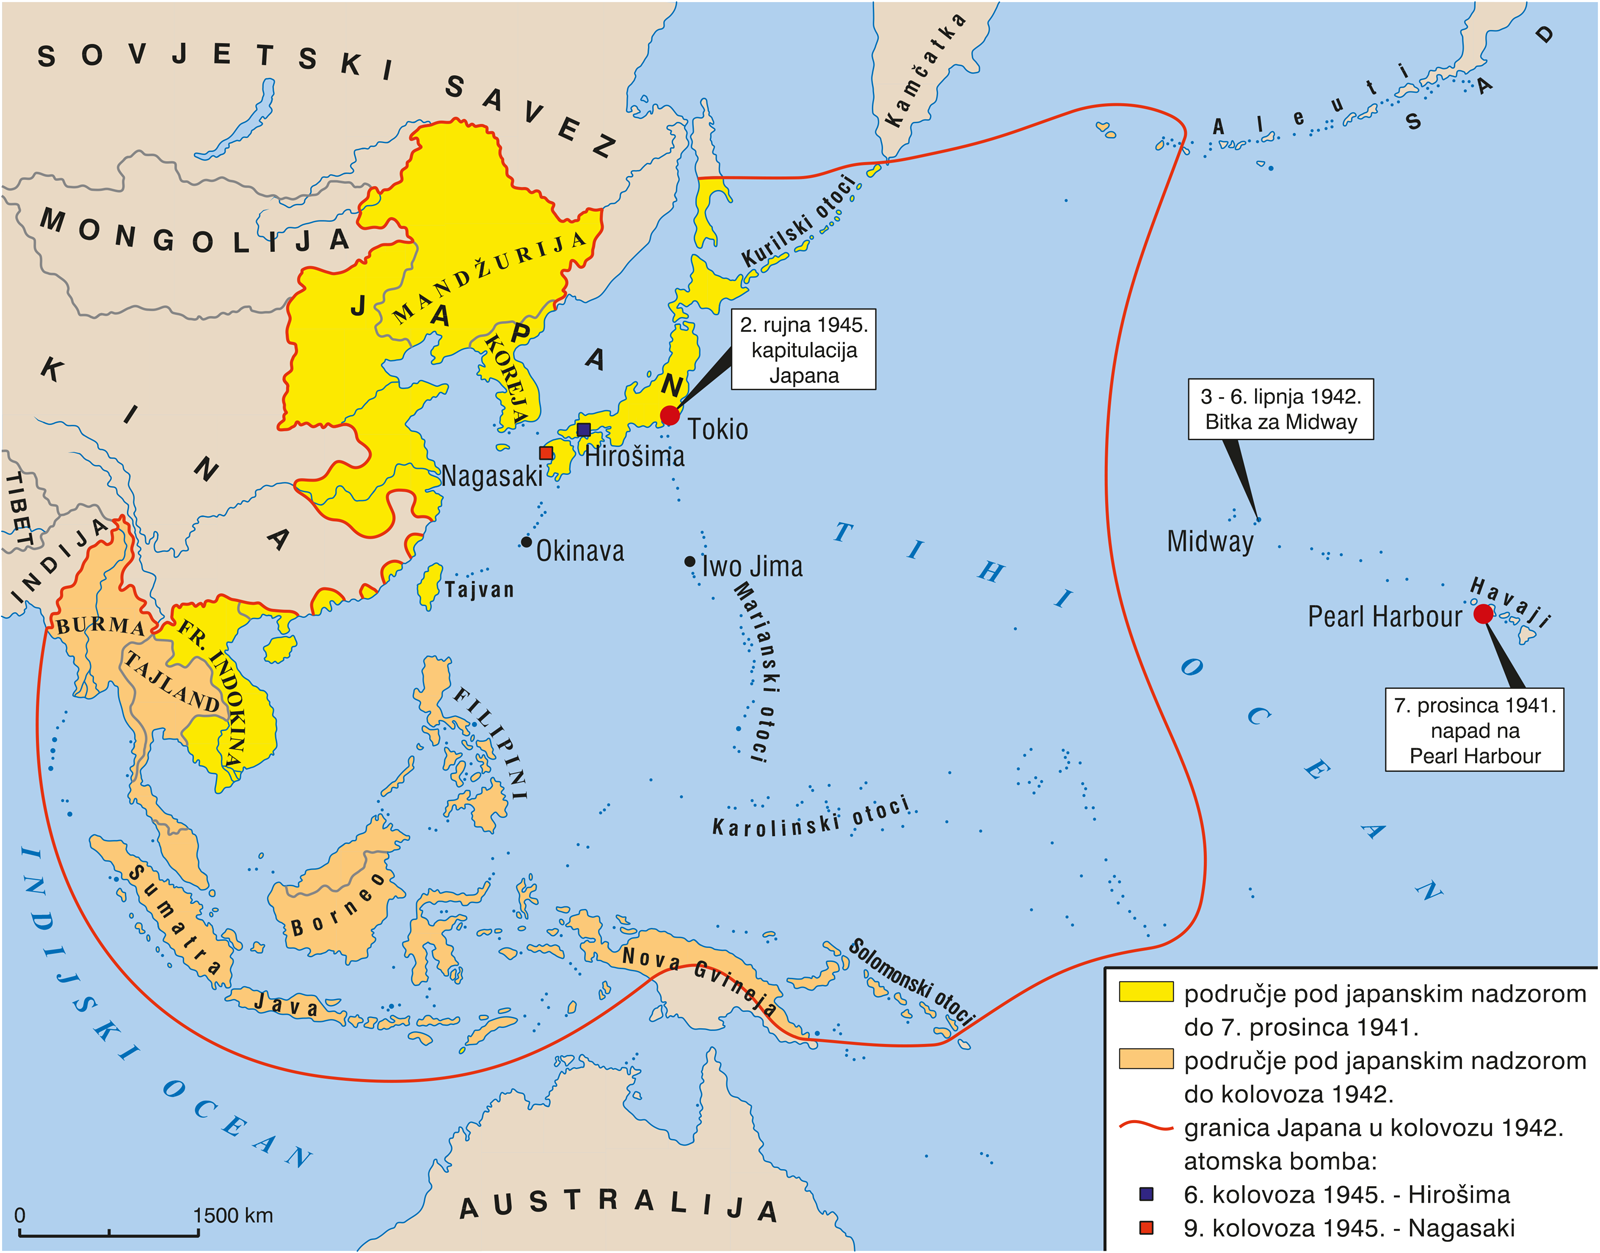 SOVJETSKI SAVEZ
Kamčatka
Aleuti
SAD
MONGOLIJA
MANDŽURIJA
JAPAN
KOREJA
Kurilski otoci
2. rujna 1945.
kapitulacija
Japana
Tokio
Hirošima
Nagasaki
KINA
TIBET
INDIJA
Okinava
Iwo Jima
Tajvan
3 - 6. lipnja 1942.
Bitka za Midway
Midway
Havaji
Pearl Harbour
7. prosinca 1941.
napad na
Pearl Harbour
TIHI OCEAN
Marianski otoci
BURMA
TAJLAND
FR. INDOKINA
FILIPINI
Karolinski otoci
Sumatra
Borneo
Java
Nova Gvineja
Solomonski otoci
INDIJSKI OCEAN
AUSTRALIJA
0 1500 km
područje pod japanskim nadzorom
do 7. prosinca 1941.
područje pod japanskim nadzorom
do kolovoza 1942.
granica Japana u kolovozu 1942.
atomska bomba:
6. kolovoza 1945. - Hirošima
9. kolovoza 1945. - Nagasaki